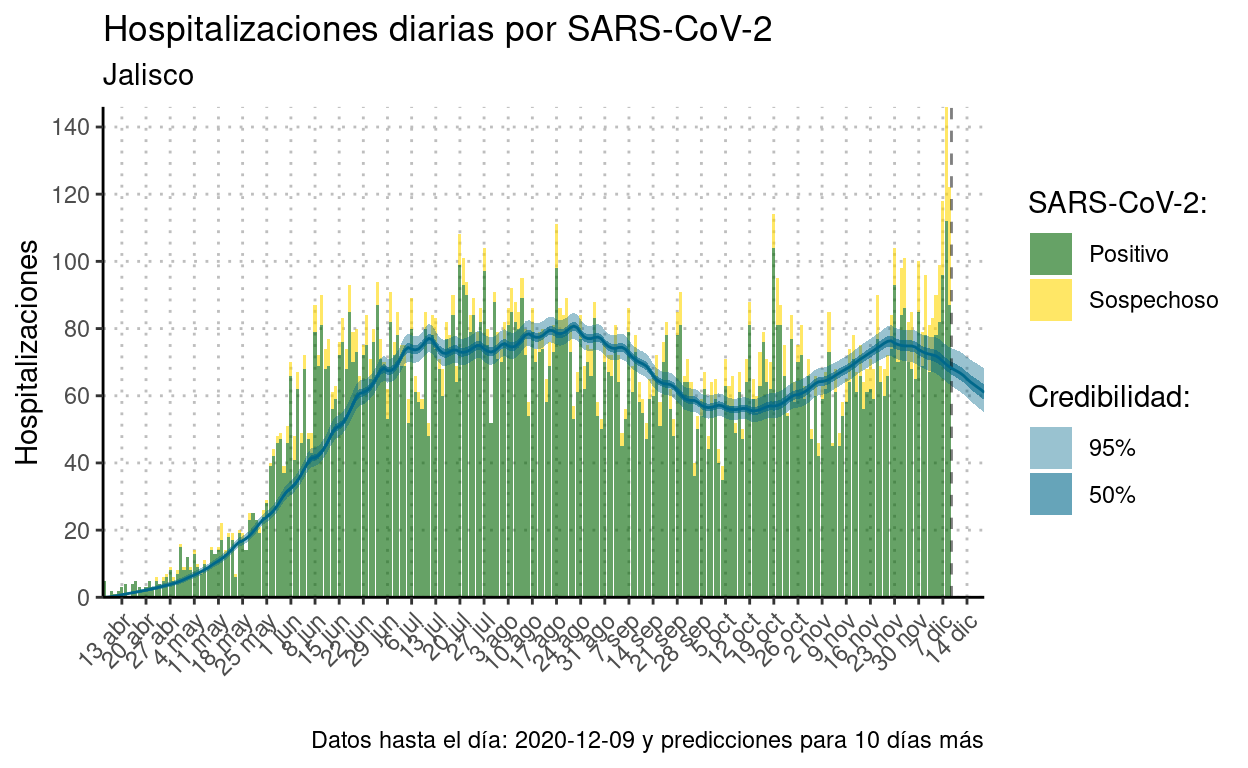 Hospitalizaciones diarias por SARS-CoV-2
Jalisco
Hospitalizaciones
140
120
100
80
60
40
20
0
13 abr
20 abr
27 abr
4 may
11 may
18 may
25 may
1 jun
8 jun
15 jun
22 jun
29 jun
6 jul
13 jul
20 jul
27 jul
3 ago
10 ago
17 ago
24 ago
31 ago
7 sep
14 sep
21 sep
28 sep
5 oct
12 oct
19 oct
26 oct
2 nov
9 nov
16 nov
23 nov
30 nov
7 dic
14 dic
SARS-CoV-2:
Positivo
Sospechoso
Credibilidad:
95%
50%
Datos hasta el día: 2020-12-09 y predicciones para 10 días más